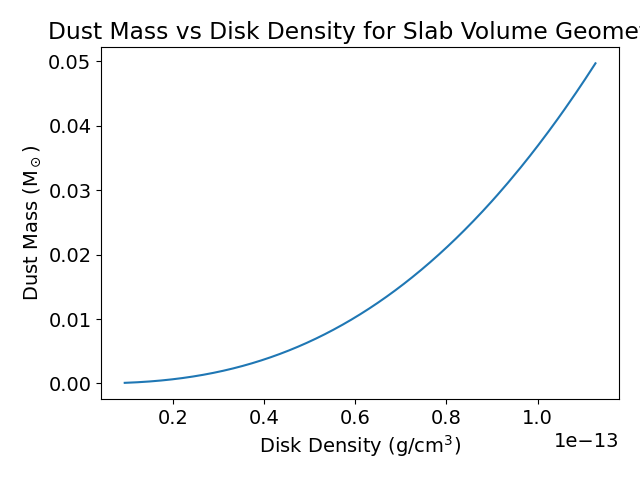 Dust Mass vs Disk Density for Slab Volume Geome
0.05
0.04
0.03
0.02
0.01
0.00
Dust Mass (M⊙)
0.2 0.4 0.6 0.8 1.0
1e−13
Disk Density (g/cm³)